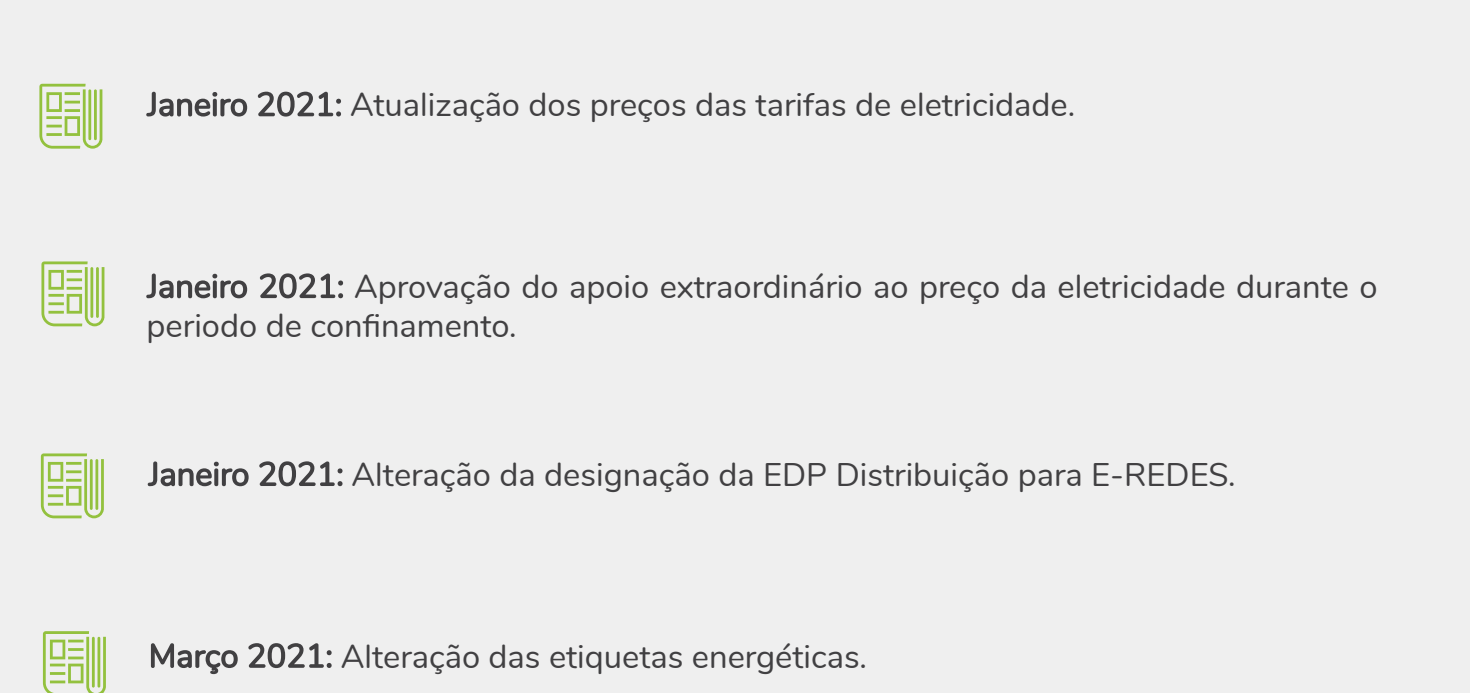 Janeiro 2021: Atualização dos preços das tarifas de eletricidade.
Janeiro 2021: Aprovação do apoio extraordinário ao preço da eletricidade durante o
periodo de confinamento.
Janeiro 2021: Alteração da designação da EDP Distribuição para E-REDES.
Março 2021: Alteração das etiquetas energéticas.